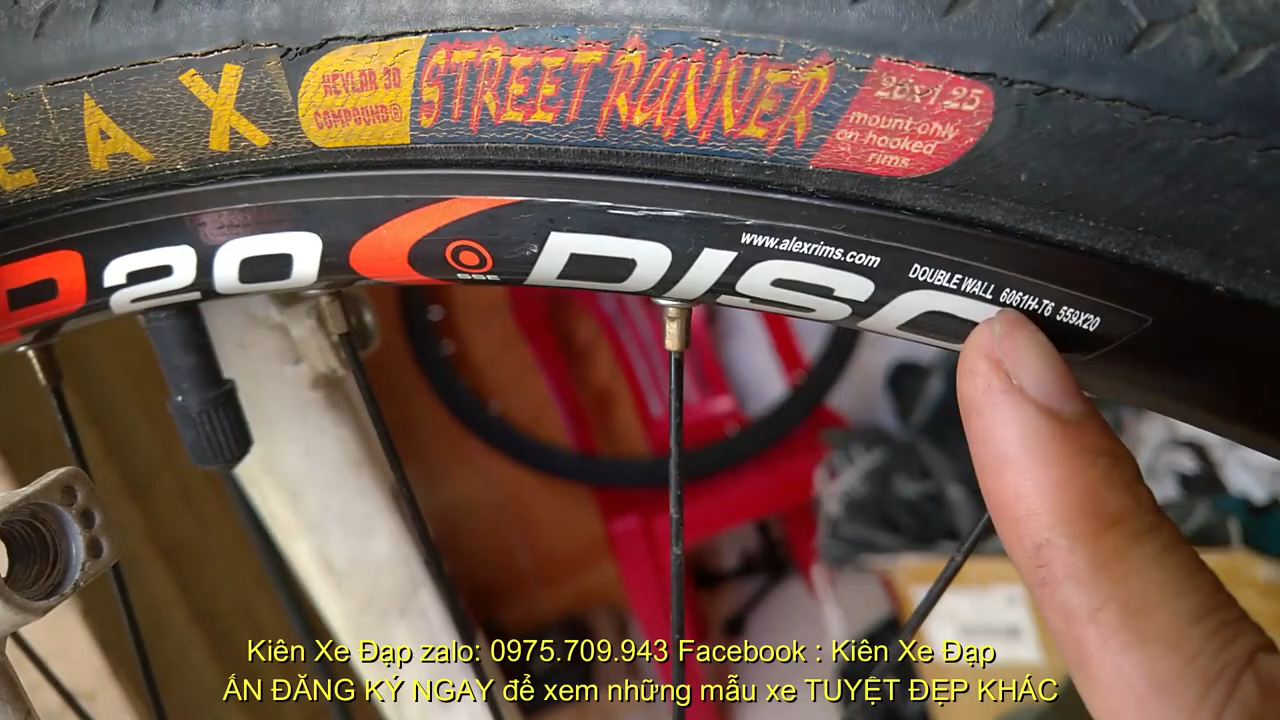 EAX
KEVLAR 3D
COMPOUND®
STREET RUNNER
26x1.25
mount only
on hooked
rims
20
SSE
DISC
www.alexrims.com
DOUBLE WALL 6061H-T6 559X20
Kiên Xe Đạp zalo: 0975.709.943 Facebook : Kiên Xe Đạp
ẤN ĐĂNG KÝ NGAY để xem những mẫu xe TUYỆT ĐẸP KHÁC